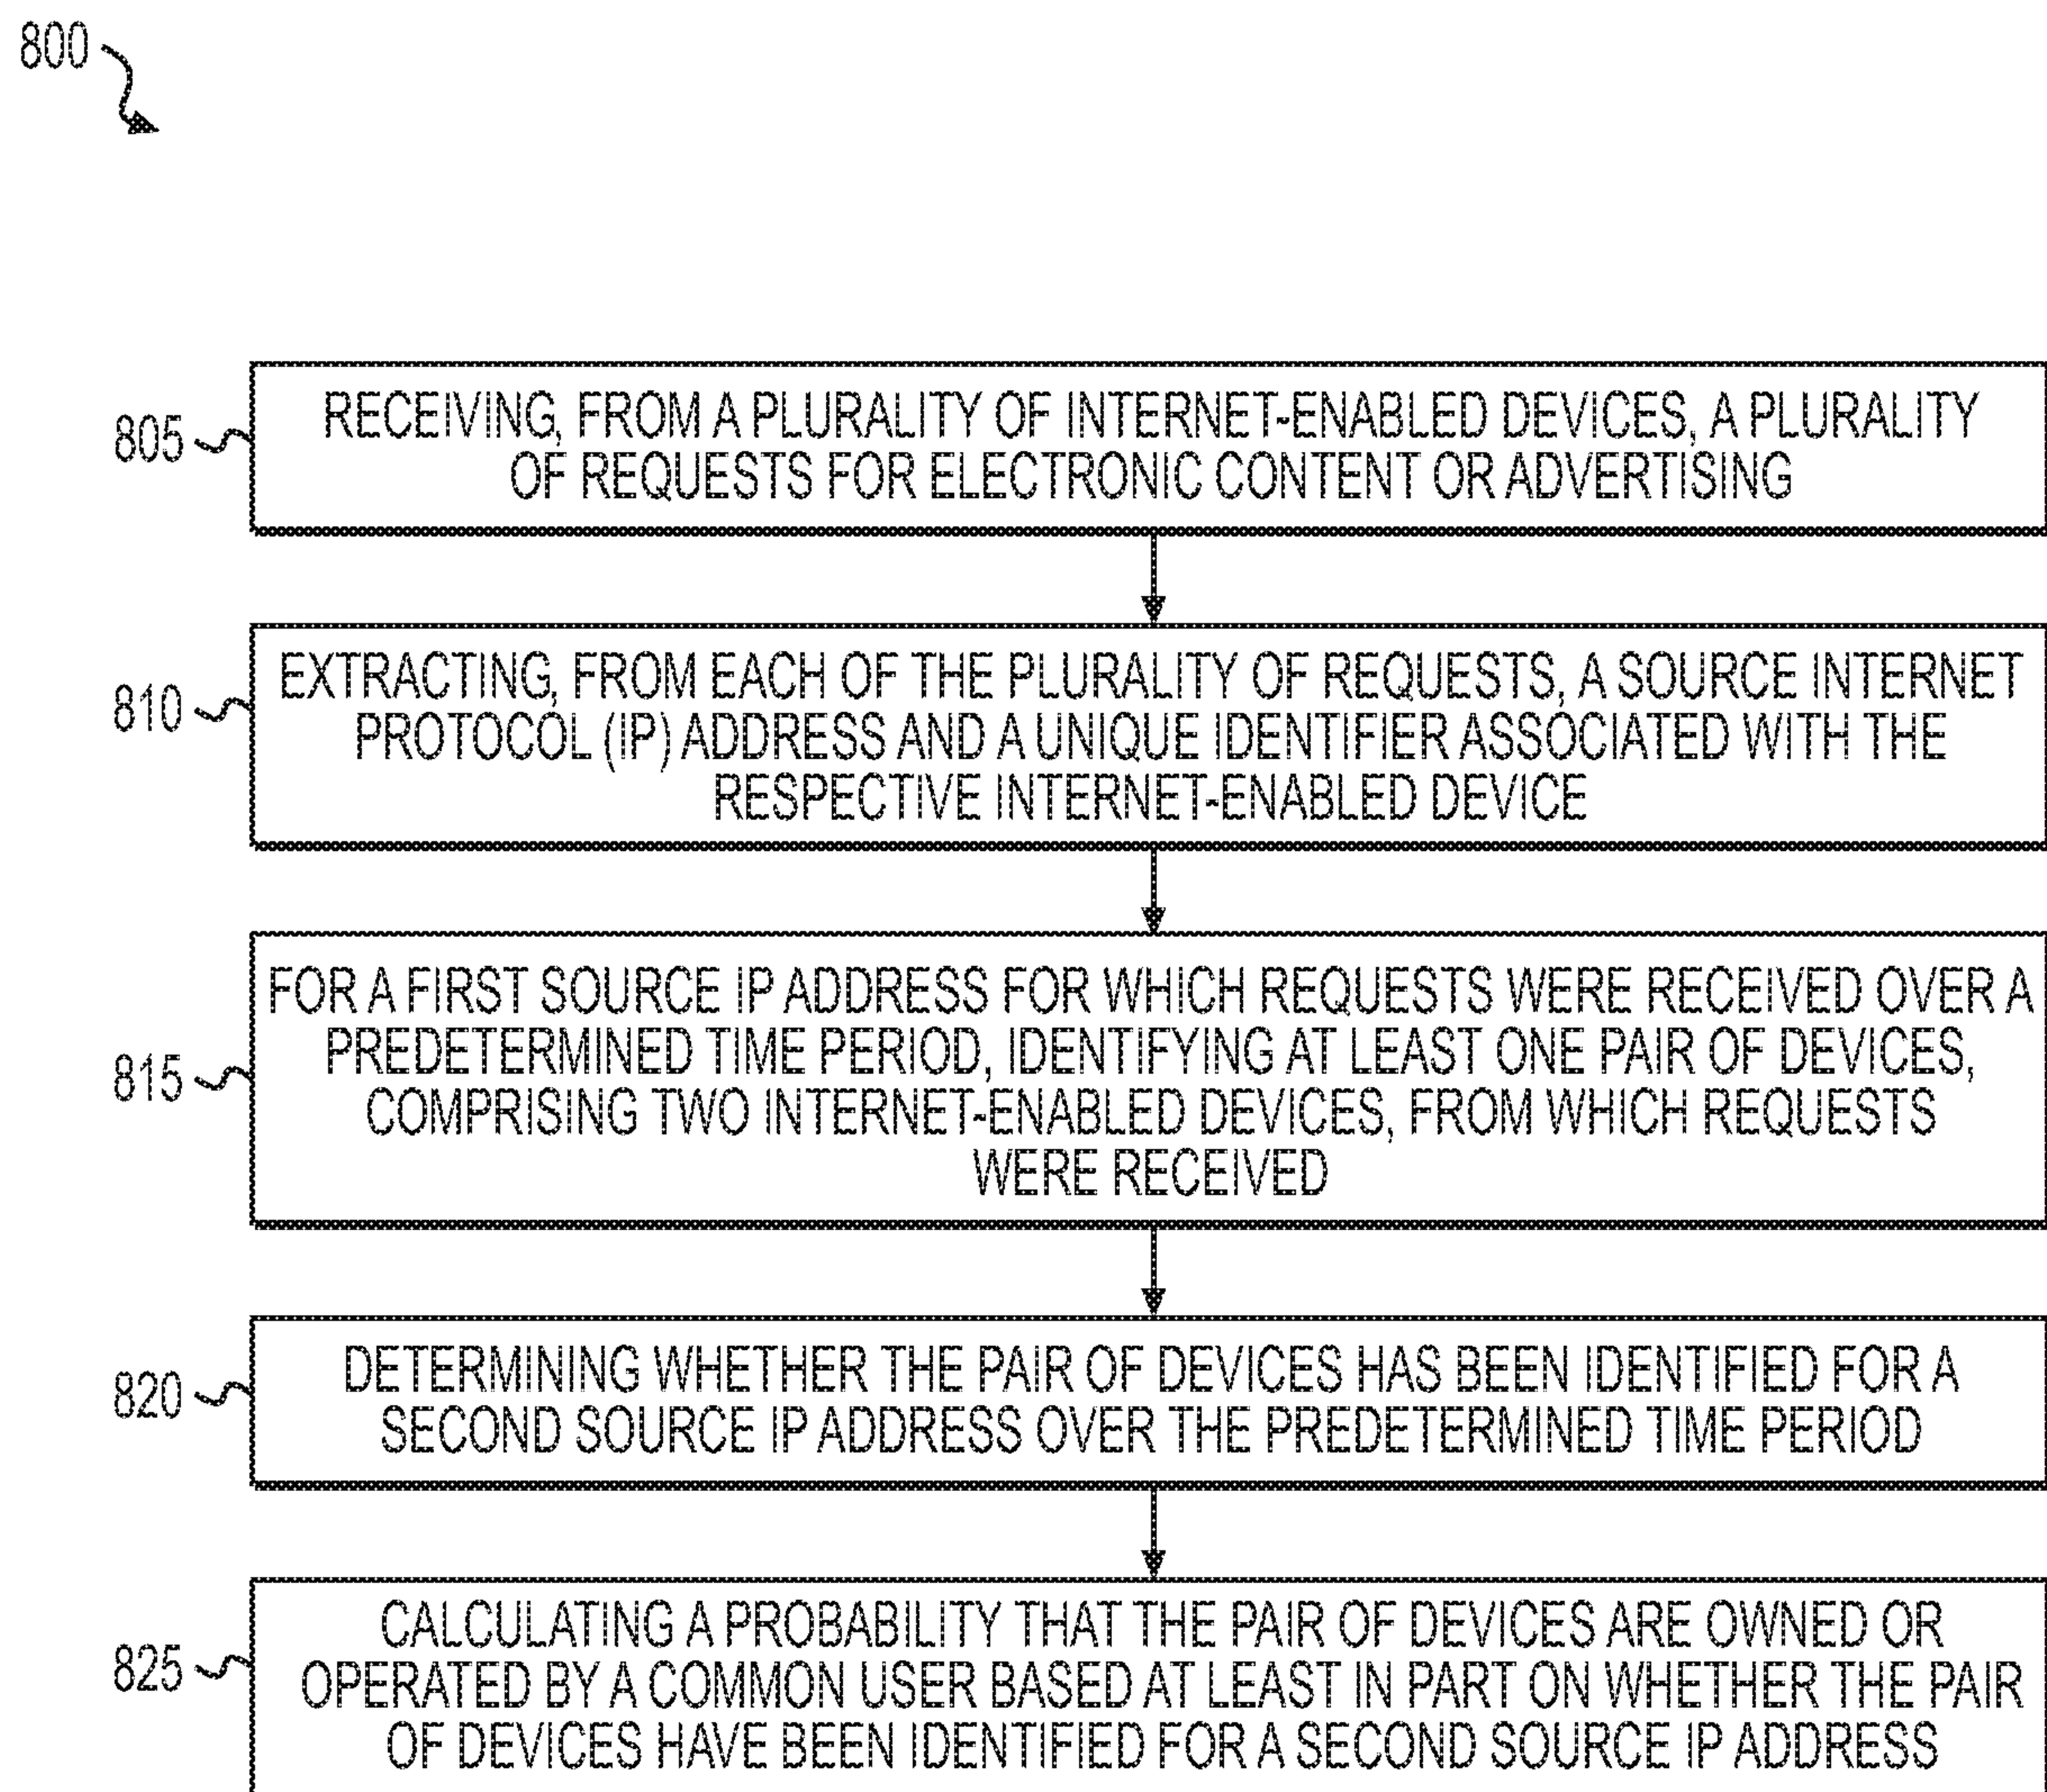 800
805
RECEIVING, FROM A PLURALITY OF INTERNET-ENABLED DEVICES, A PLURALITY
OF REQUESTS FOR ELECTRONIC CONTENT OR ADVERTISING
810
EXTRACTING, FROM EACH OF THE PLURALITY OF REQUESTS, A SOURCE INTERNET
PROTOCOL (IP) ADDRESS AND A UNIQUE IDENTIFIER ASSOCIATED WITH THE
RESPECTIVE INTERNET-ENABLED DEVICE
815
FOR A FIRST SOURCE IP ADDRESS FOR WHICH REQUESTS WERE RECEIVED OVER A
PREDETERMINED TIME PERIOD, IDENTIFYING AT LEAST ONE PAIR OF DEVICES,
COMPRISING TWO INTERNET-ENABLED DEVICES, FROM WHICH REQUESTS
WERE RECEIVED
820
DETERMINING WHETHER THE PAIR OF DEVICES HAS BEEN IDENTIFIED FOR A
SECOND SOURCE IP ADDRESS OVER THE PREDETERMINED TIME PERIOD
825
CALCULATING A PROBABILITY THAT THE PAIR OF DEVICES ARE OWNED OR
OPERATED BY A COMMON USER BASED AT LEAST IN PART ON WHETHER THE PAIR
OF DEVICES HAVE BEEN IDENTIFIED FOR A SECOND SOURCE IP ADDRESS